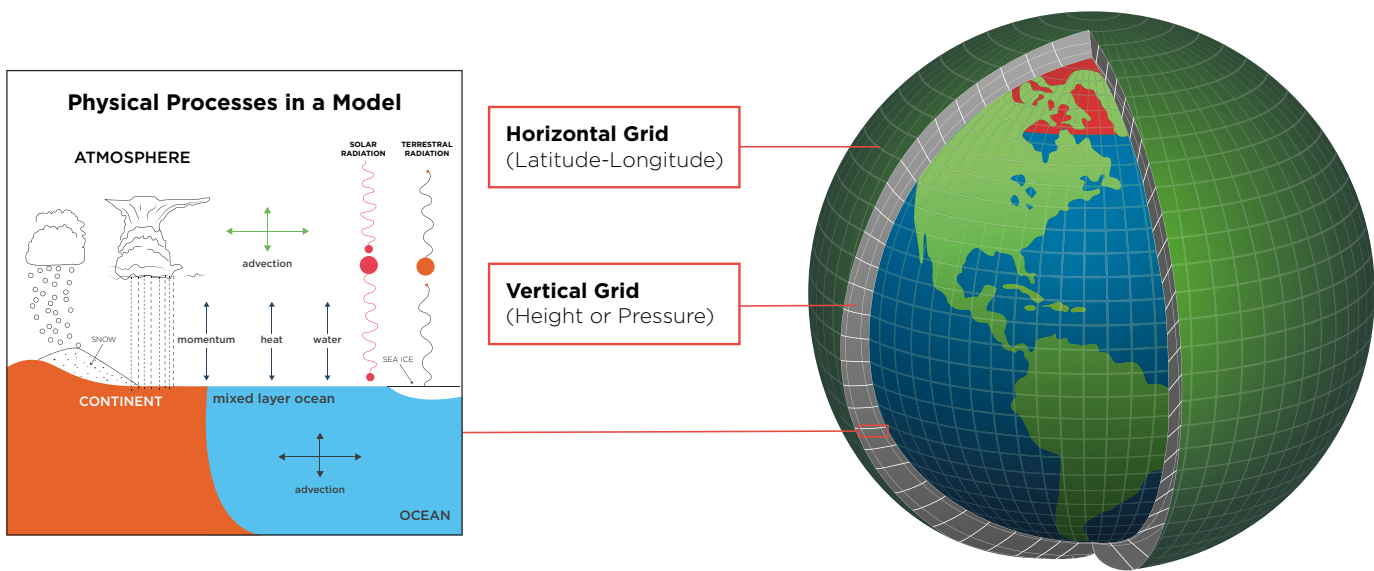 Physical Processes in a Model
ATMOSPHERE
SOLAR
RADIATION
TERRESTRAL
RADIATION
advection
momentum
heat
water
SNOW
SEA ICE
CONTINENT
mixed layer ocean
advection
OCEAN
Horizontal Grid
(Latitude-Longitude)
Vertical Grid
(Height or Pressure)